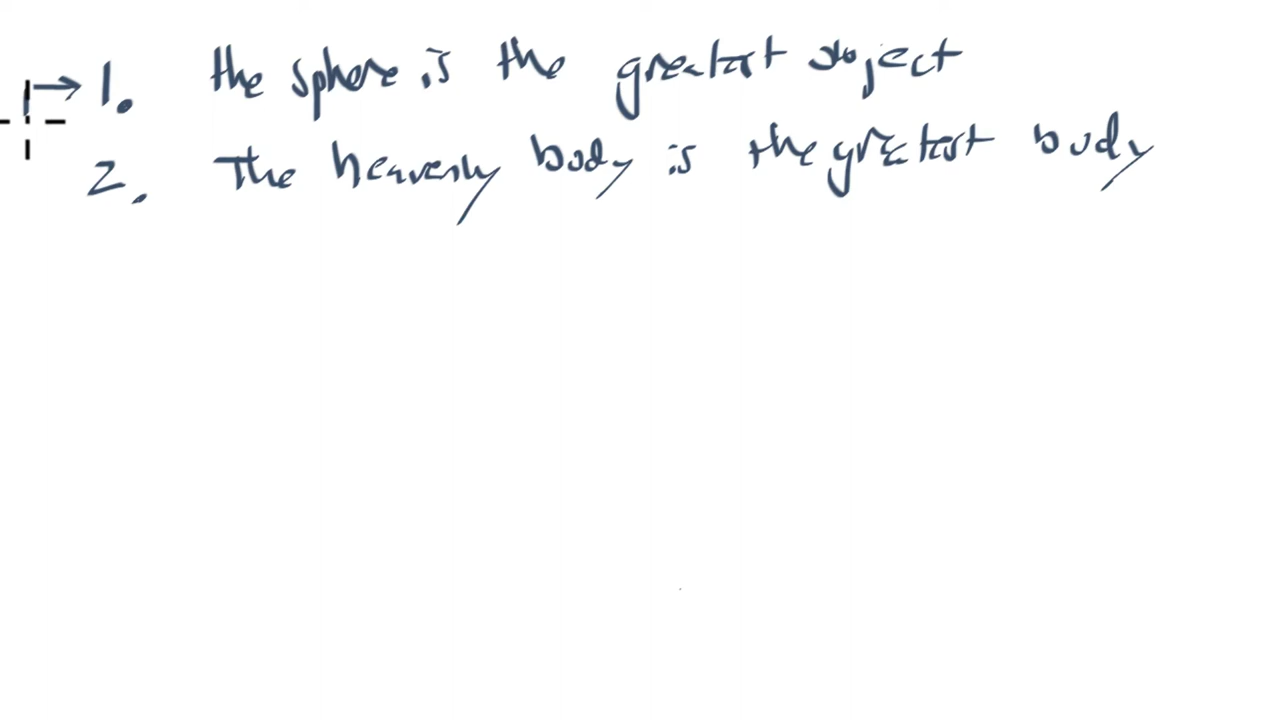 → 1. the sphere is the greatest object
2. The heavenly body is the greatest body